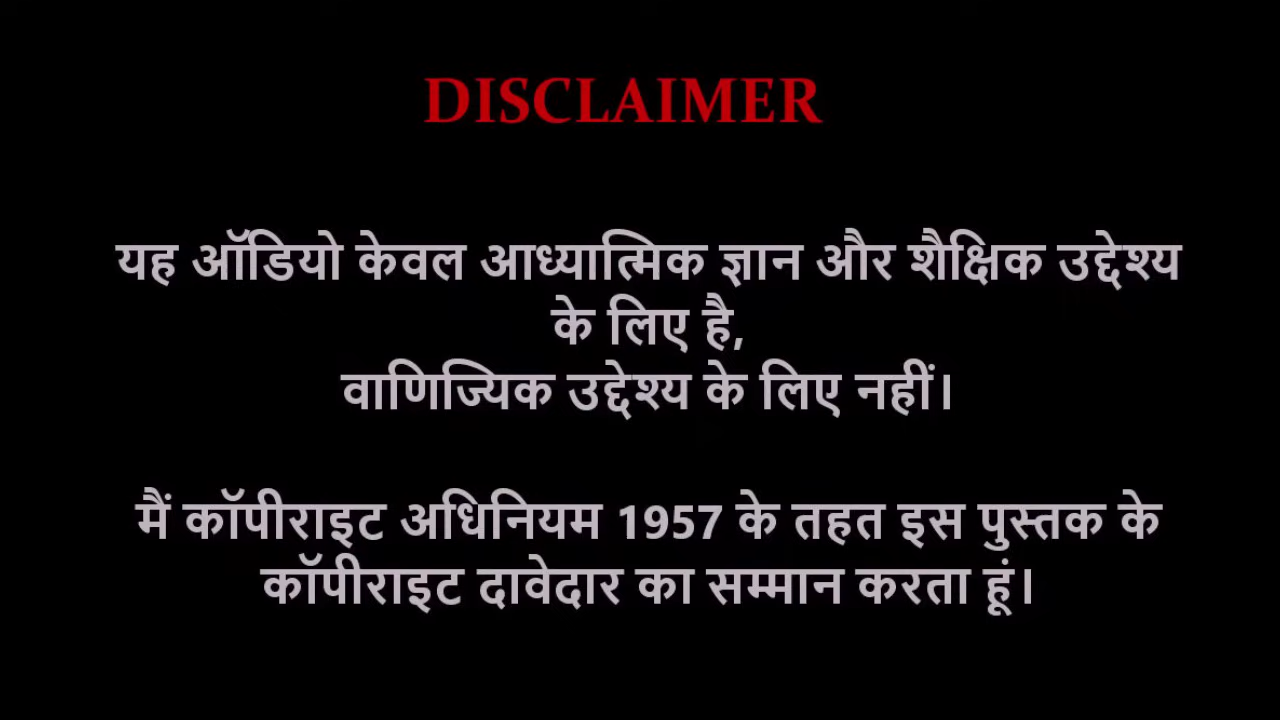 DISCLAIMER
यह ऑडियो केवल आध्यात्मिक ज्ञान और शैक्षिक उद्देश्य
के लिए है,
वाणिज्यिक उद्देश्य के लिए नहीं।
मैं कॉपीराइट अधिनियम 1957 के तहत इस पुस्तक के
कॉपीराइट दावेदार का सम्मान करता हूं।